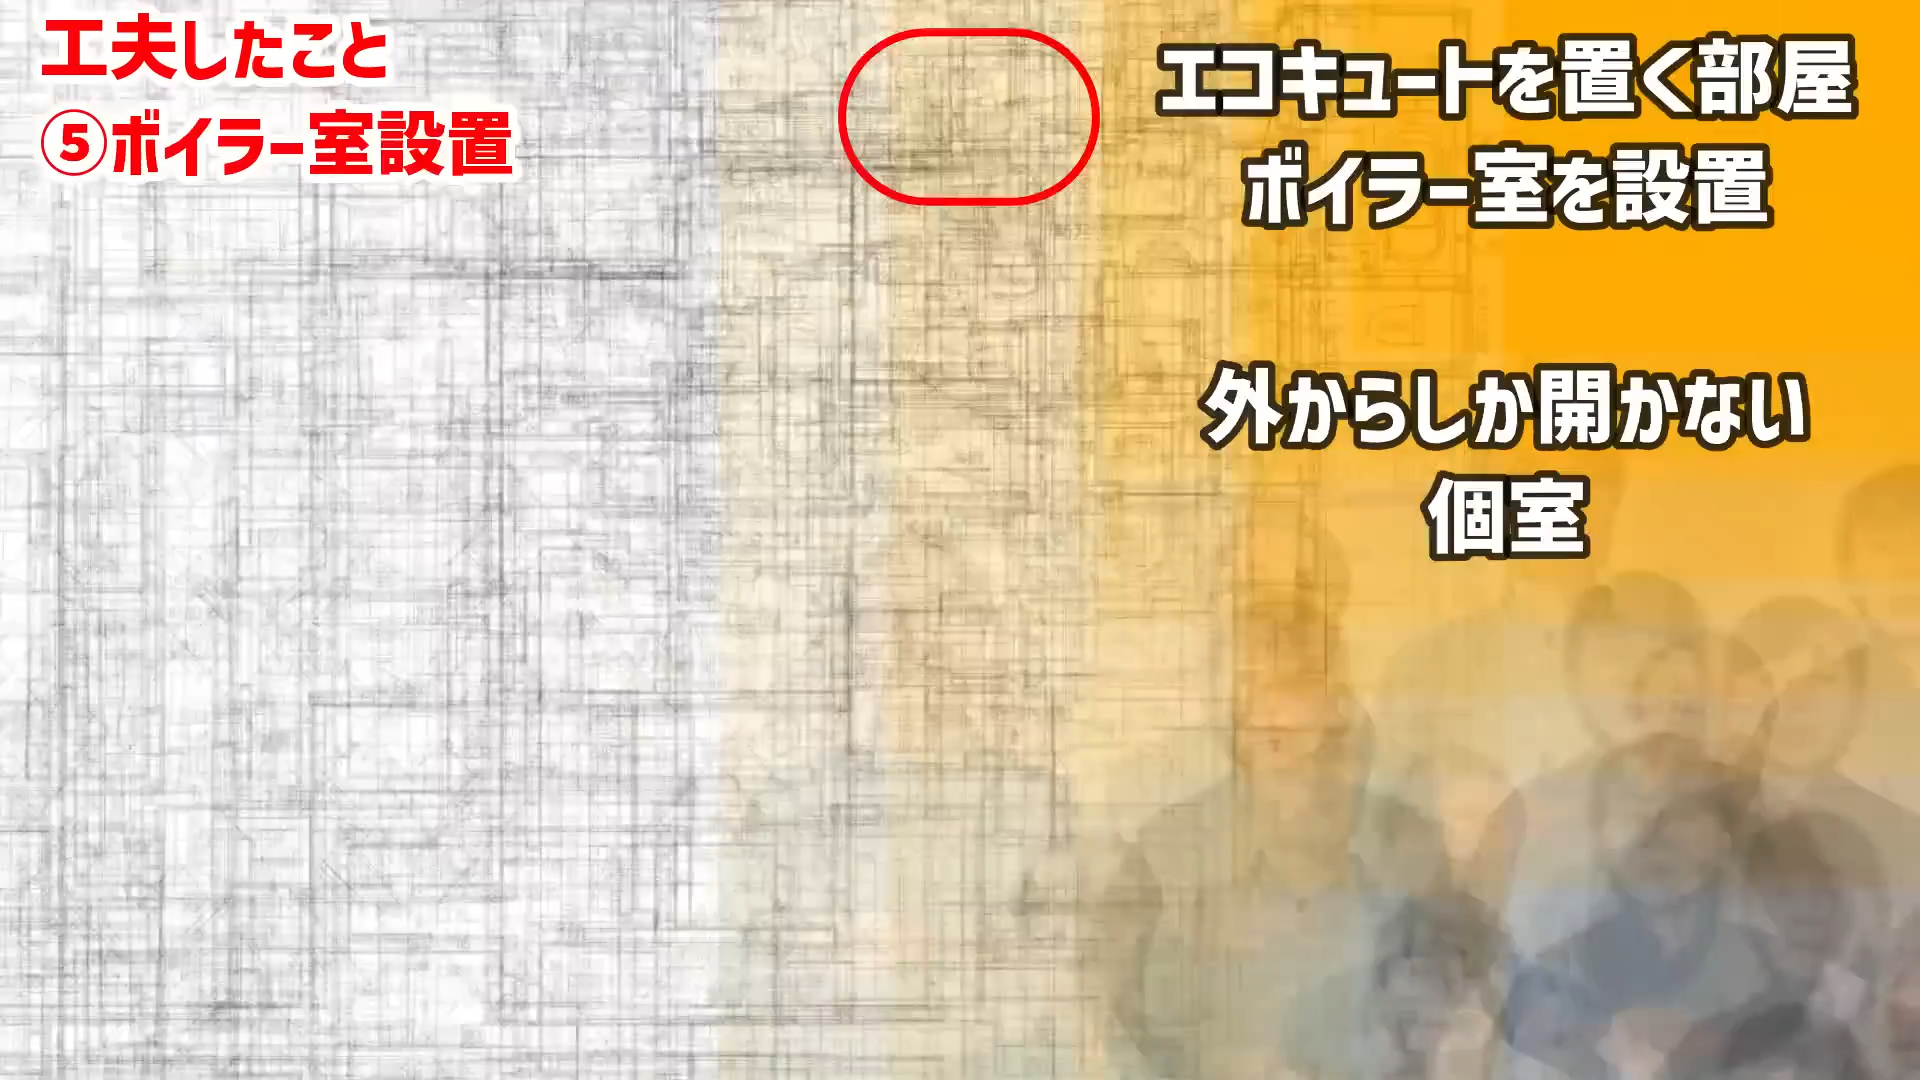 工夫したこと
⑤ボイラー室設置
エコキュートを置く部屋
ボイラー室を設置
外からしか開かない
個室